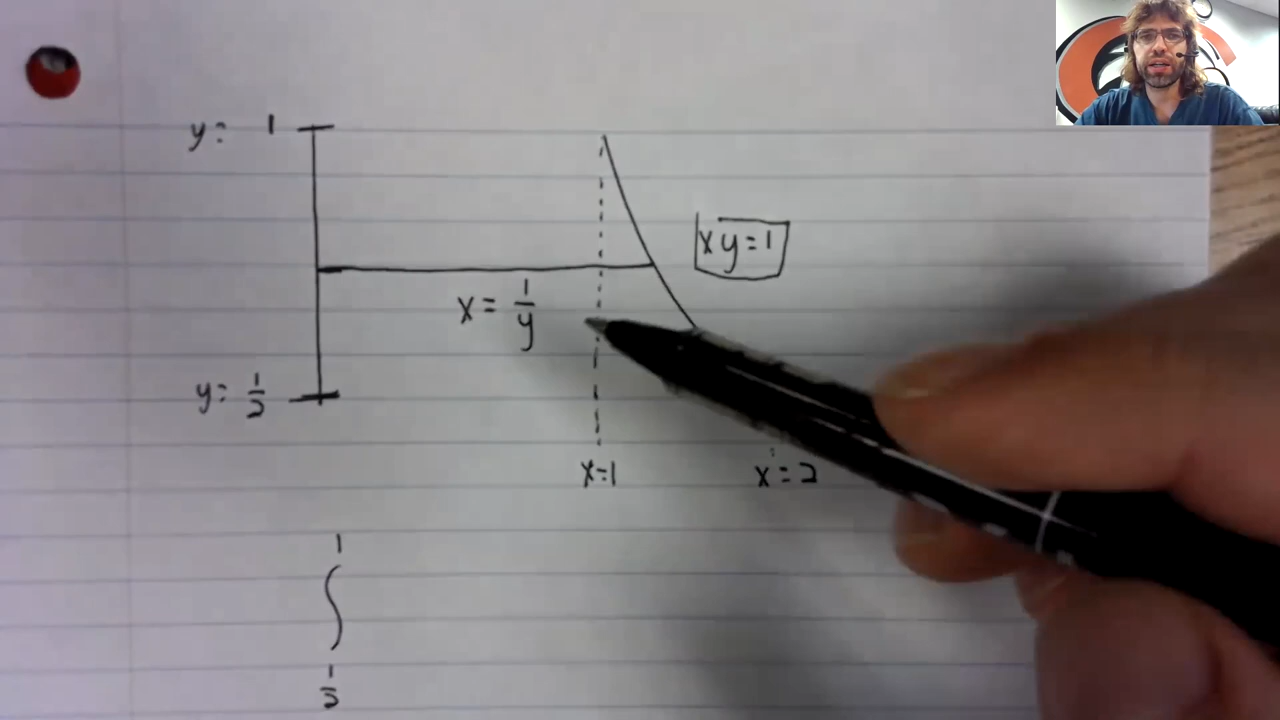 y = 1
xy = 1
x = 1/y
y = 1/2
x = 1
x = 2
∫ 1
1/2